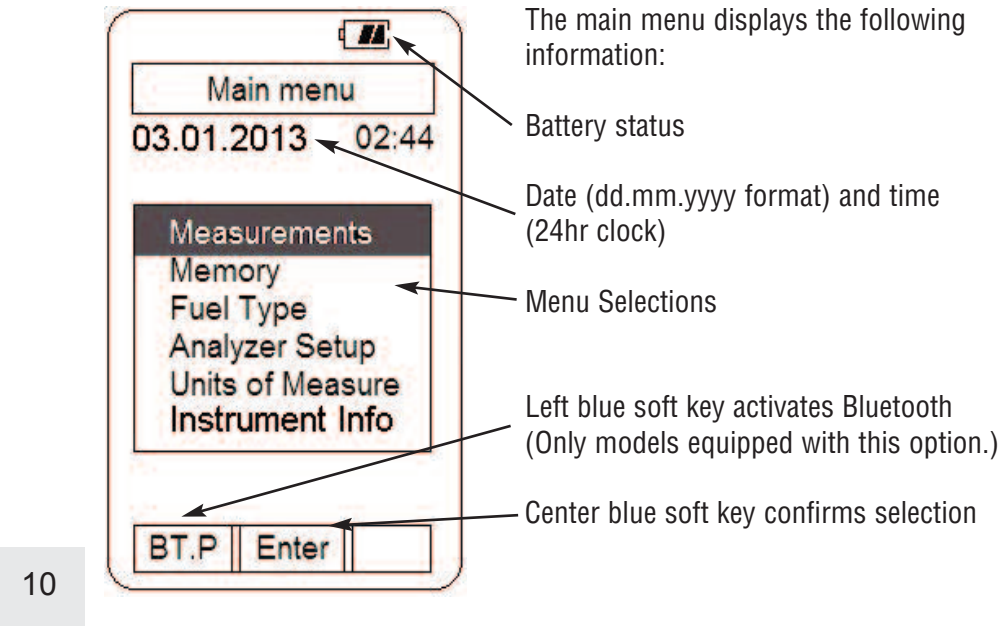 Main menu
03.01.2013 02:44
Measurements
Memory
Fuel Type
Analyzer Setup
Units of Measure
Instrument Info
BT.P Enter
The main menu displays the following
information:
Battery status
Date (dd.mm.yyyy format) and time
(24hr clock)
Menu Selections
Left blue soft key activates Bluetooth
(Only models equipped with this option.)
Center blue soft key confirms selection
10